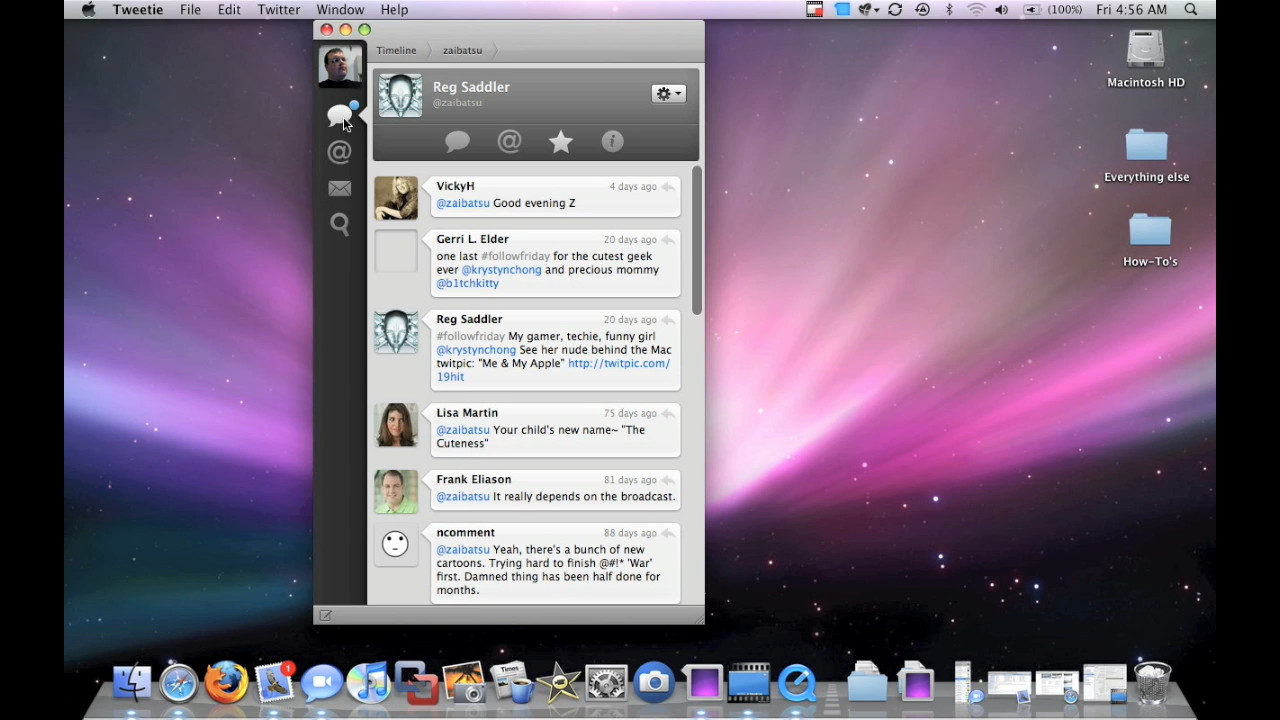 Tweetie File Edit Twitter Window Help (100%) Fri 4:56 AM
Timeline zaibatsu
Reg Saddler
@zaibatsu
VickyH 4 days ago
@zaibatsu Good evening Z
Gerri L. Elder 20 days ago
one last #followfriday for the cutest geek
ever @krystynchong and precious mommy
@b1tchkitty
Reg Saddler 20 days ago
#followfriday My gamer, techie, funny girl
@krystynchong See her nude behind the Mac
twitpic: "Me & My Apple" http://twitpic.com/
19hit
Lisa Martin 75 days ago
@zaibatsu Your child's new name~ "The
Cuteness"
Frank Eliason 81 days ago
@zaibatsu It really depends on the broadcast.
ncomment 88 days ago
@zaibatsu Yeah, there's a bunch of new
cartoons. Trying hard to finish @#!* 'War'
first. Damned thing has been half done for
months.
Macintosh HD
Everything else
How-To's
1
Times